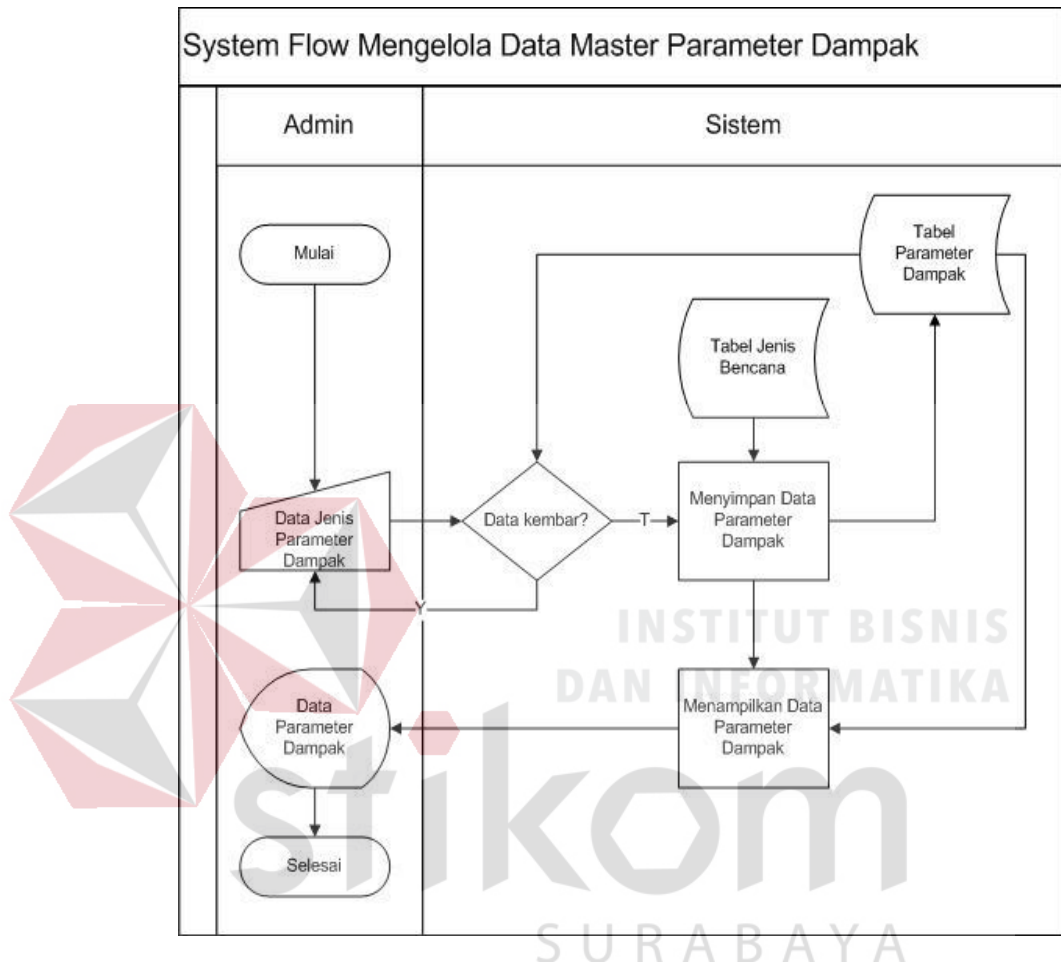 System Flow Mengelola Data Master Parameter Dampak
Admin
Sistem
Mulai
Tabel
Parameter
Dampak
Tabel Jenis
Bencana
Data Jenis
Parameter
Dampak
Data kembar?
T
Menyimpan Data
Parameter
Dampak
Y
INSTITUT BISNIS
DAN INFORMATIKA
Data
Parameter
Dampak
Menampilkan Data
Parameter
Dampak
stikom
Selesai
SURABAYA